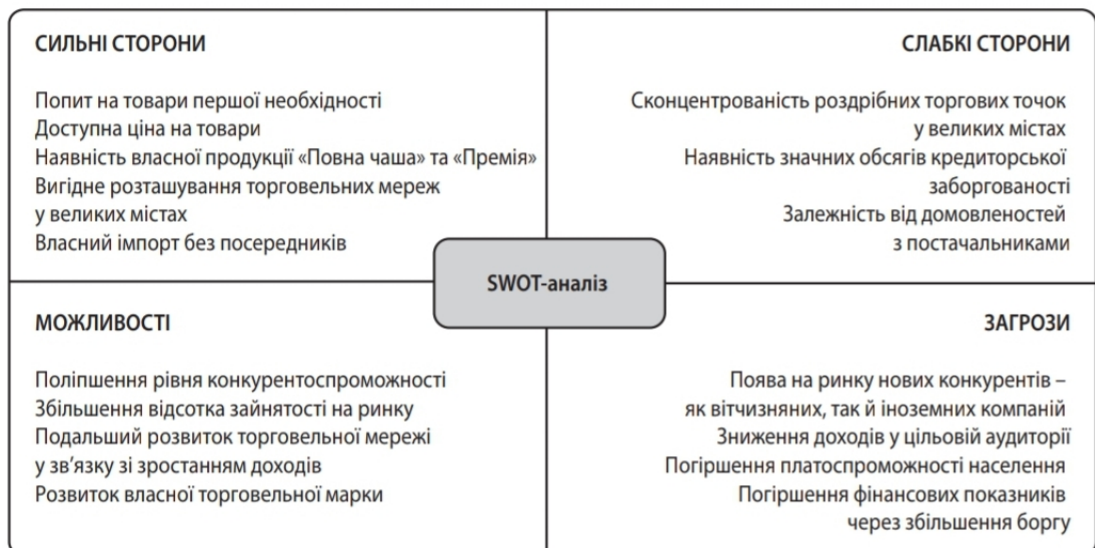 СИЛЬНІ СТОРОНИ
Попит на товари першої необхідності
Доступна ціна на товари
Наявність власної продукції «Повна чаша» та «Премія»
Вигідне розташування торговельних мереж
у великих містах
Власний імпорт без посередників
СЛАБКІ СТОРОНИ
Сконцентрованість роздрібних торгових точок
у великих містах
Наявність значних обсягів кредиторської
заборгованості
Залежність від домовленостей
з постачальниками
SWOT-аналіз
МОЖЛИВОСТІ
Поліпшення рівня конкурентоспроможності
Збільшення відсотка зайнятості на ринку
Подальший розвиток торговельної мережі
у зв’язку зі зростанням доходів
Розвиток власної торговельної марки
ЗАГРОЗИ
Поява на ринку нових конкурентів –
як вітчизняних, так й іноземних компаній
Зниження доходів у цільовій аудиторії
Погіршення платоспроможності населення
Погіршення фінансових показників
через збільшення боргу